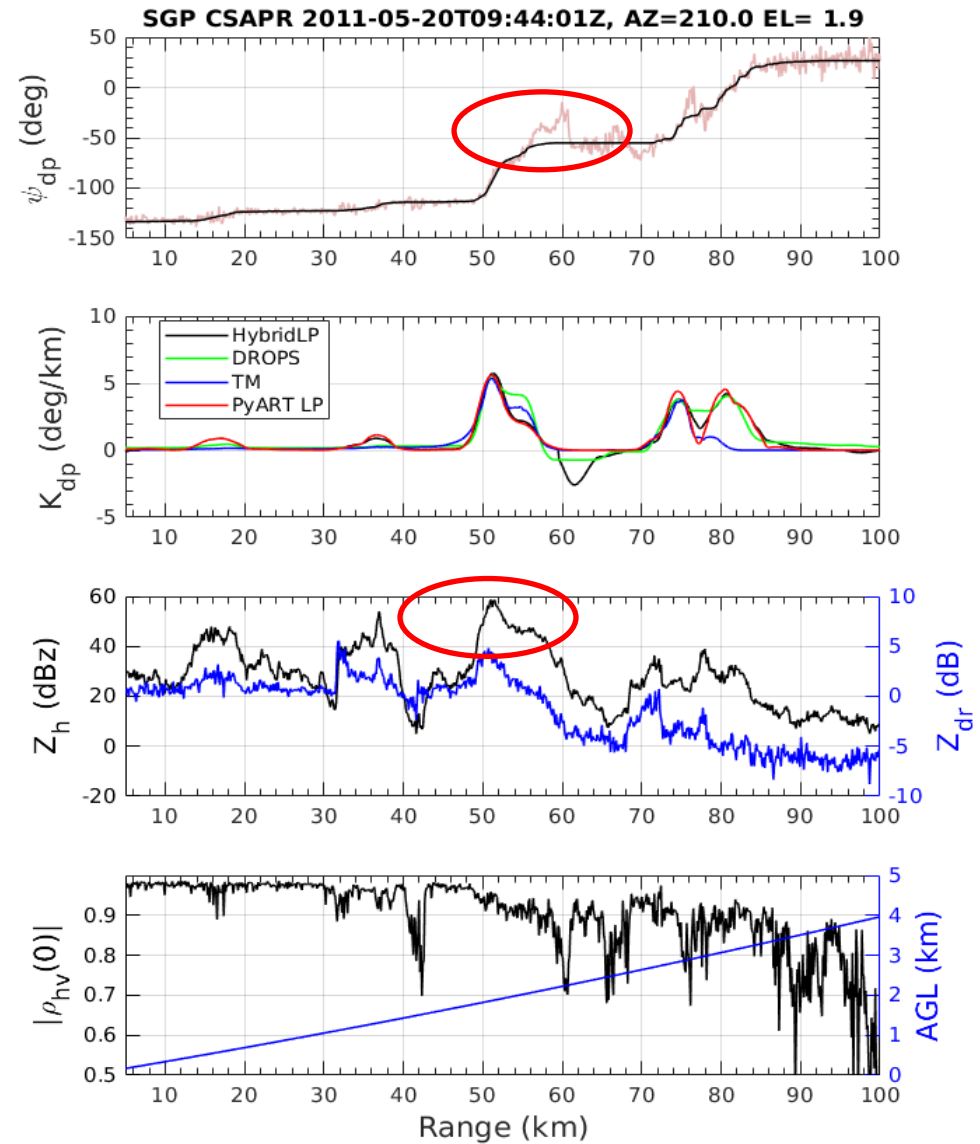 SGP CSAPR 2011-05-20T09:44:01Z, AZ=210.0 EL= 1.9
50
0
-50
-100
-150
ψdp (deg)
10 20 30 40 50 60 70 80 90 100
10
5
0
-5
Kdp (deg/km)
HybridLP
DROPS
TM
PyART LP
10 20 30 40 50 60 70 80 90 100
60
40
20
0
-20
Zh (dBz)
10
5
0
-5
-10
Zdr (dB)
10 20 30 40 50 60 70 80 90 100
0.9
0.8
0.7
0.6
0.5
|ρhv(0)|
5
4
3
2
1
0
AGL (km)
10 20 30 40 50 60 70 80 90 100
Range (km)